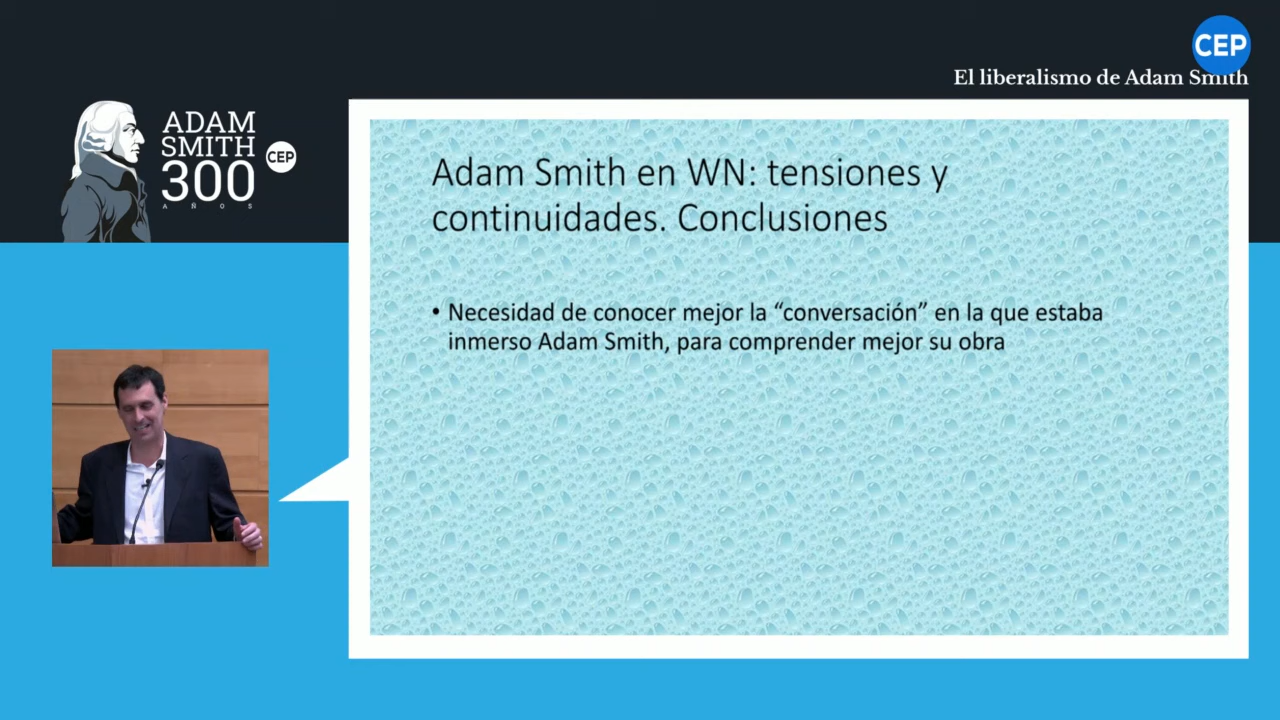 CEP
El liberalismo de Adam Smith
ADAM
SMITH
300
AÑOS
CEP
Adam Smith en WN: tensiones y
continuidades. Conclusiones
• Necesidad de conocer mejor la “conversación” en la que estaba
inmerso Adam Smith, para comprender mejor su obra